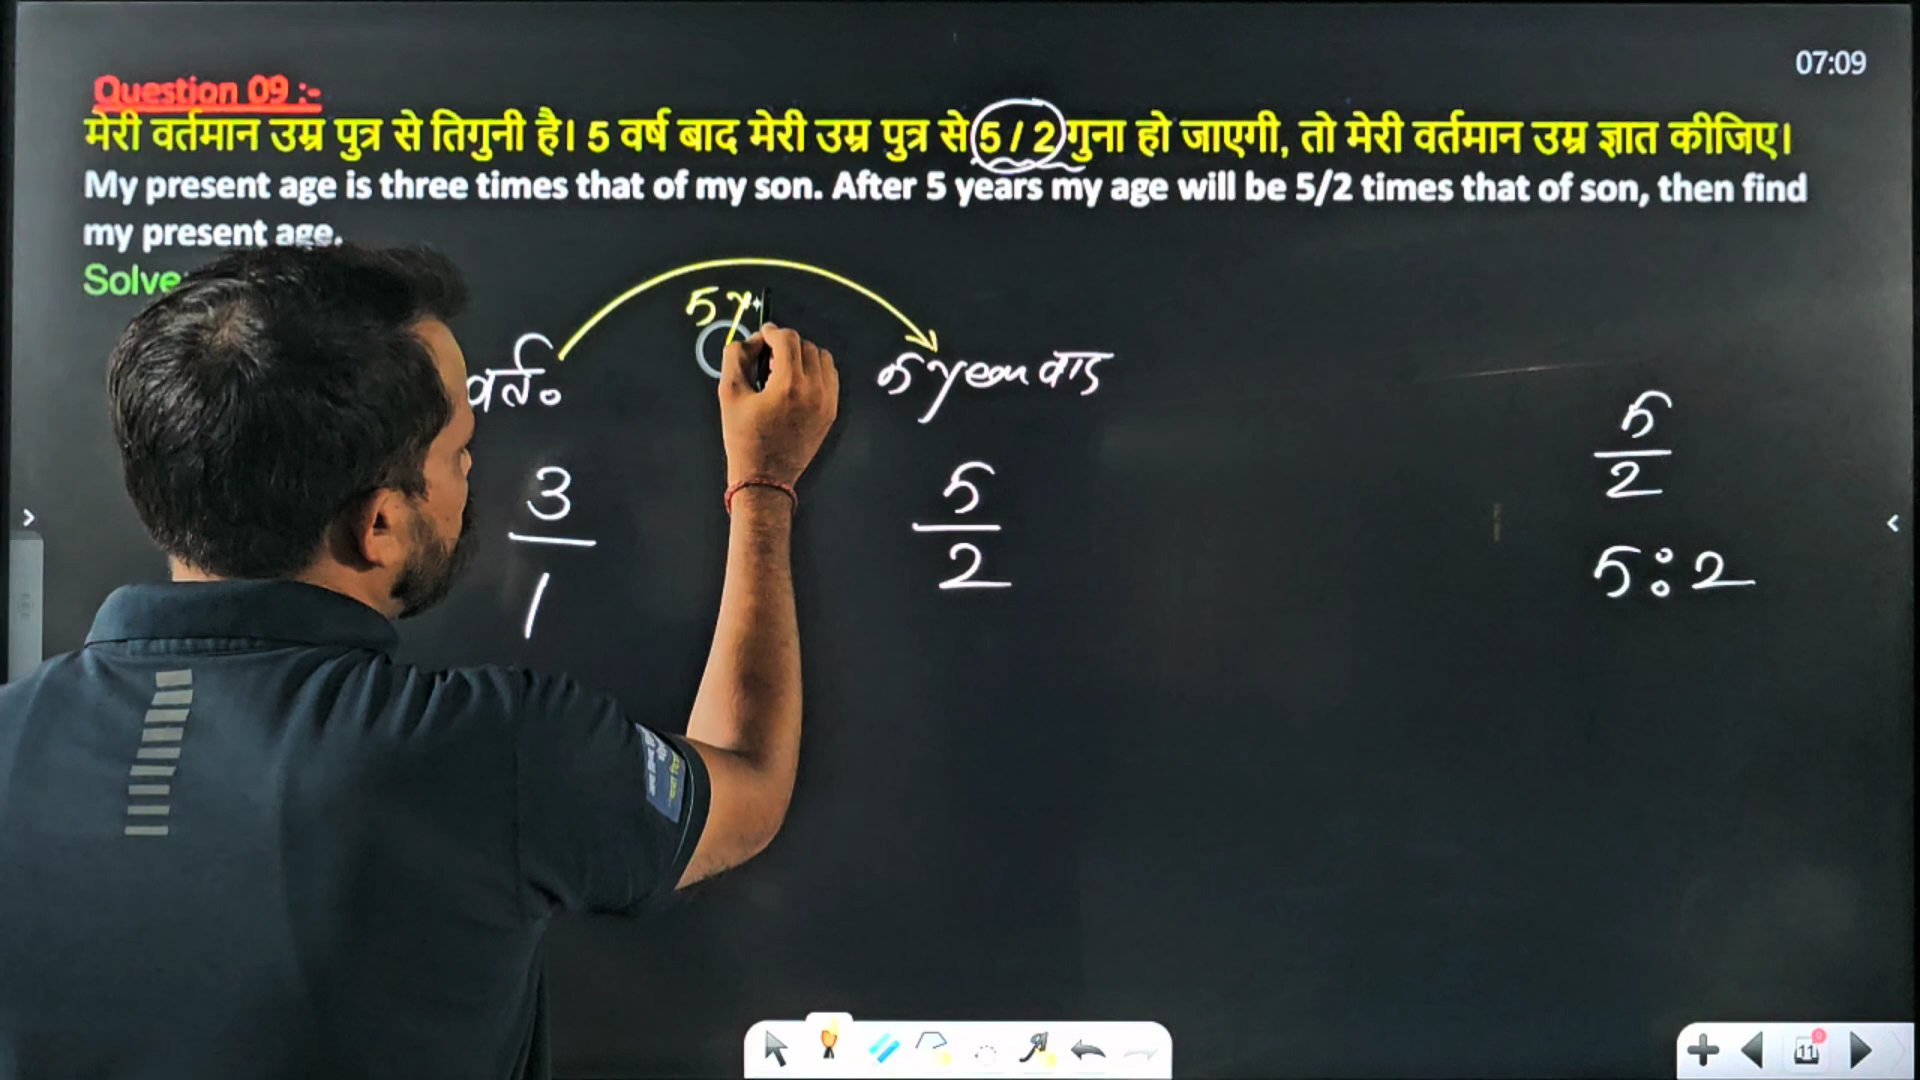 07:09
Question 09 :-
मेरी वर्तमान उम्र पुत्र से तिगुनी है। 5 वर्ष बाद मेरी उम्र पुत्र से 5 / 2 गुना हो जाएगी, तो मेरी वर्तमान उम्र ज्ञात कीजिए।
My present age is three times that of my son. After 5 years my age will be 5/2 times that of son, then find
my present age.
Solve
5 y
वर्त० 5 year बाद
3
1
5
2
5
2
5:2
11